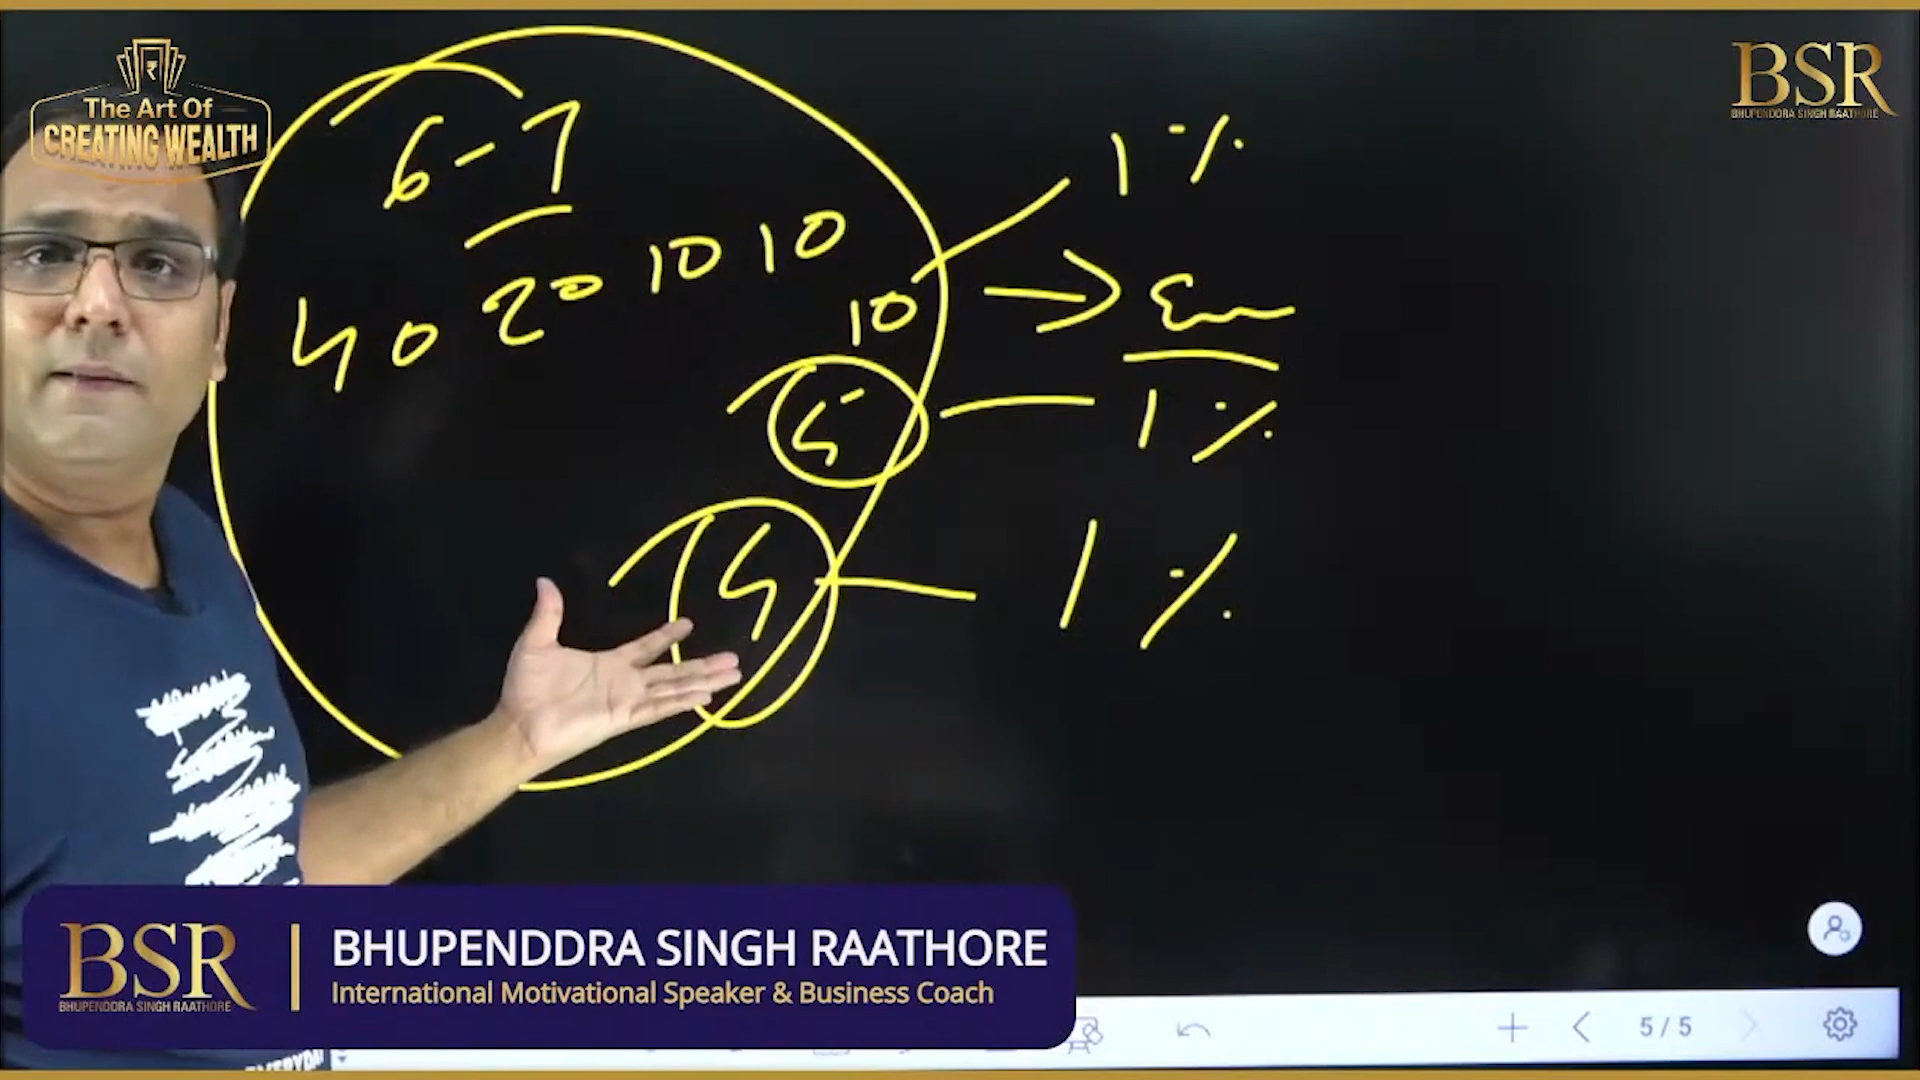 The Art Of
CREATING WEALTH
BSR
BHUPENDDRA SINGH RAATHORE
6-7
1%
40 20 10 10
10
5
1%
5
1%
BSR
BHUPENDDRA SINGH RAATHORE
BHUPENDDRA SINGH RAATHORE
International Motivational Speaker & Business Coach
5/5